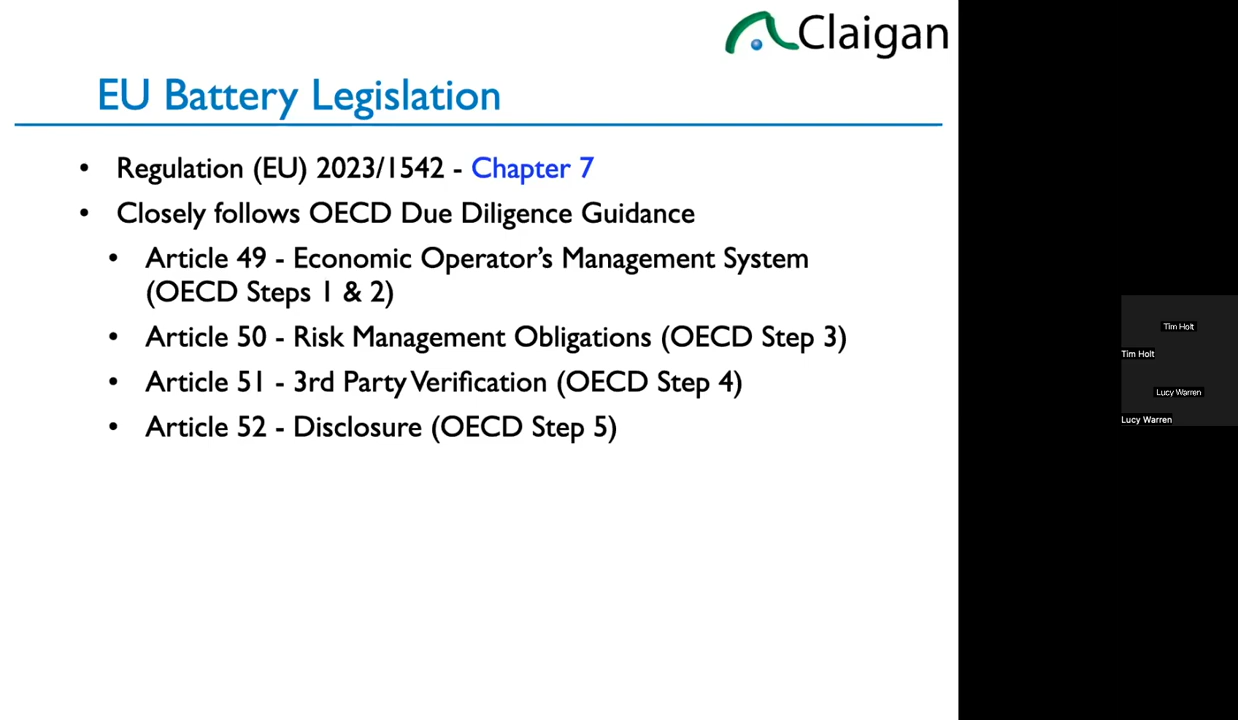 Claigan
EU Battery Legislation
• Regulation (EU) 2023/1542 - Chapter 7
• Closely follows OECD Due Diligence Guidance
• Article 49 - Economic Operator’s Management System
(OECD Steps 1 & 2)
• Article 50 - Risk Management Obligations (OECD Step 3)
• Article 51 - 3rd Party Verification (OECD Step 4)
• Article 52 - Disclosure (OECD Step 5)
Tim Holt
Tim Holt
Lucy Warren
Lucy Warren